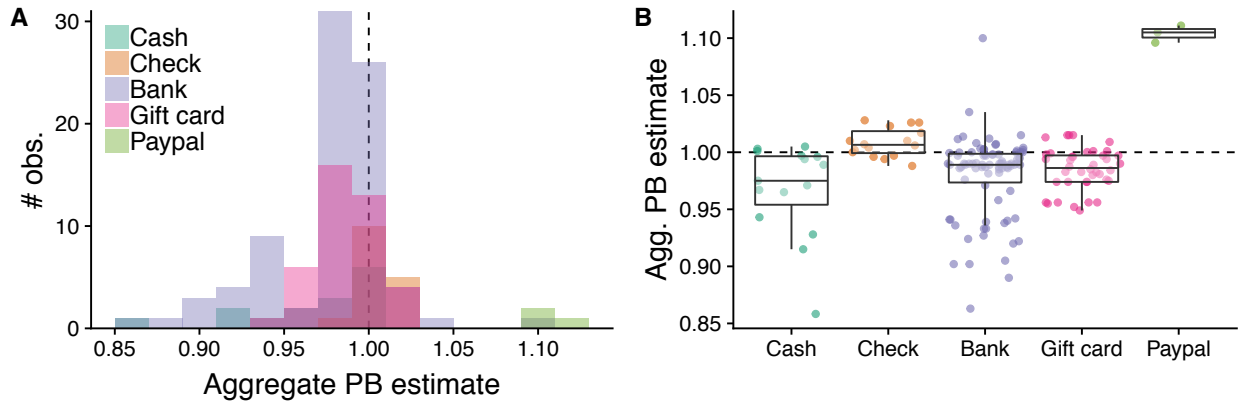 A
# obs.
30
20
10
0
Cash
Check
Bank
Gift card
Paypal
0.85 0.90 0.95 1.00 1.05 1.10
Aggregate PB estimate
B
Agg. PB estimate
1.10
1.05
1.00
0.95
0.90
0.85
Cash Check Bank Gift card Paypal